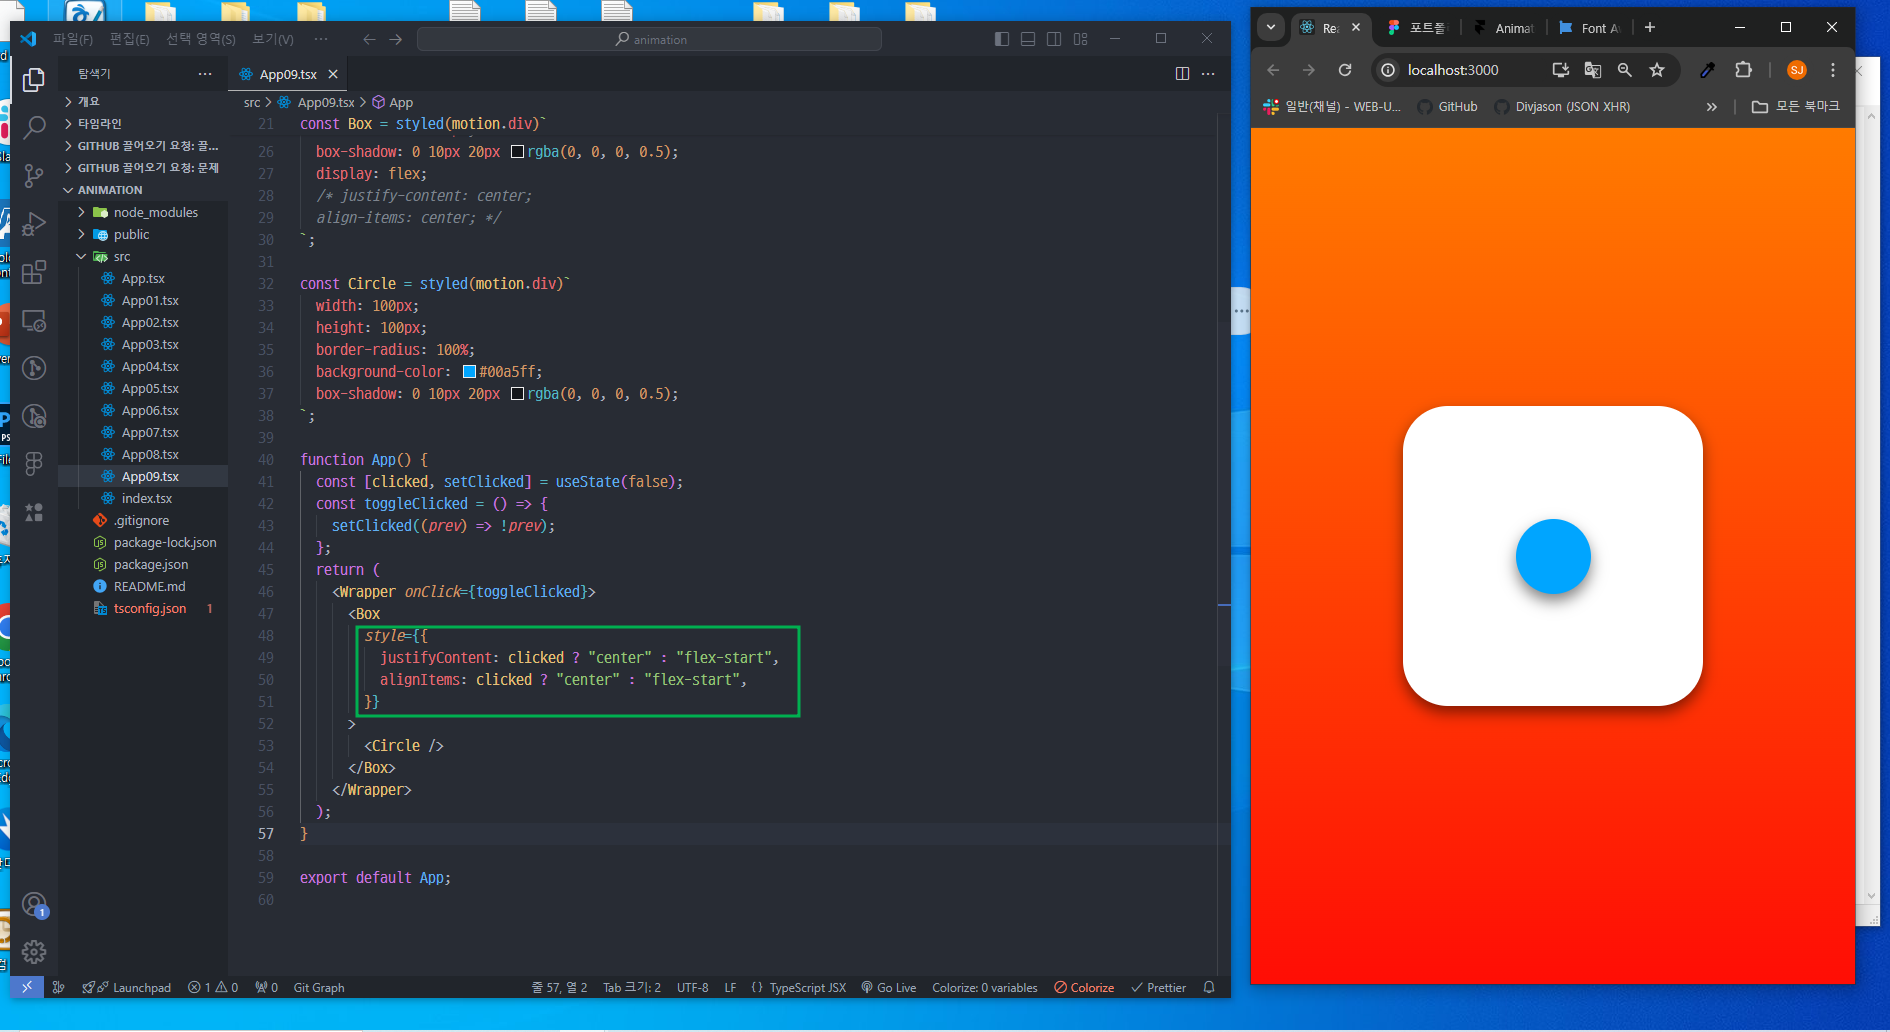 파일(F) 편집(E) 선택 영역(S) 보기(V) ···
animation
탐색기 ···
App09.tsx
개요
타임라인
GITHUB 끌어오기 요청: 끌...
GITHUB 끌어오기 요청: 문제
ANIMATION
node_modules
public
src
App.tsx
App01.tsx
App02.tsx
App03.tsx
App04.tsx
App05.tsx
App06.tsx
App07.tsx
App08.tsx
App09.tsx
index.tsx
.gitignore
package-lock.json
package.json
README.md
tsconfig.json 1
src > App09.tsx > App
21 const Box = styled(motion.div)`
26 box-shadow: 0 10px 20px rgba(0, 0, 0, 0.5);
27 display: flex;
28 /* justify-content: center;
29 align-items: center; */
30 `;
31
32 const Circle = styled(motion.div)`
33 width: 100px;
34 height: 100px;
35 border-radius: 100%;
36 background-color: #00a5ff;
37 box-shadow: 0 10px 20px rgba(0, 0, 0, 0.5);
38 `;
39
40 function App() {
41 const [clicked, setClicked] = useState(false);
42 const toggleClicked = () => {
43 setClicked((prev) => !prev);
44 };
45 return (
46 <Wrapper onClick={toggleClicked}>
47 <Box
48 style={{
49 justifyContent: clicked ? "center" : "flex-start",
50 alignItems: clicked ? "center" : "flex-start",
51 }}
52 >
53 <Circle />
54 </Box>
55 </Wrapper>
56 );
57 }
58
59 export default App;
60
1
Launchpad 1 0 0 Git Graph
줄 57, 열 2 Tab 크기: 2 UTF-8 LF {} TypeScript JSX Go Live Colorize: 0 variables Colorize Prettier
Rea 포트폴 Animat Font A
localhost:3000 SJ
일반(채널) - WEB-U... GitHub Divjason (JSON XHR) » 모든 북마크